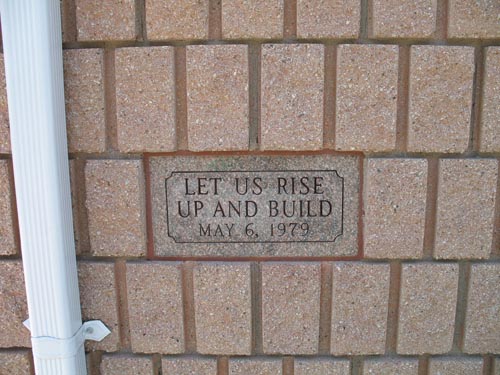 LET US RISE
UP AND BUILD
MAY 6, 1979